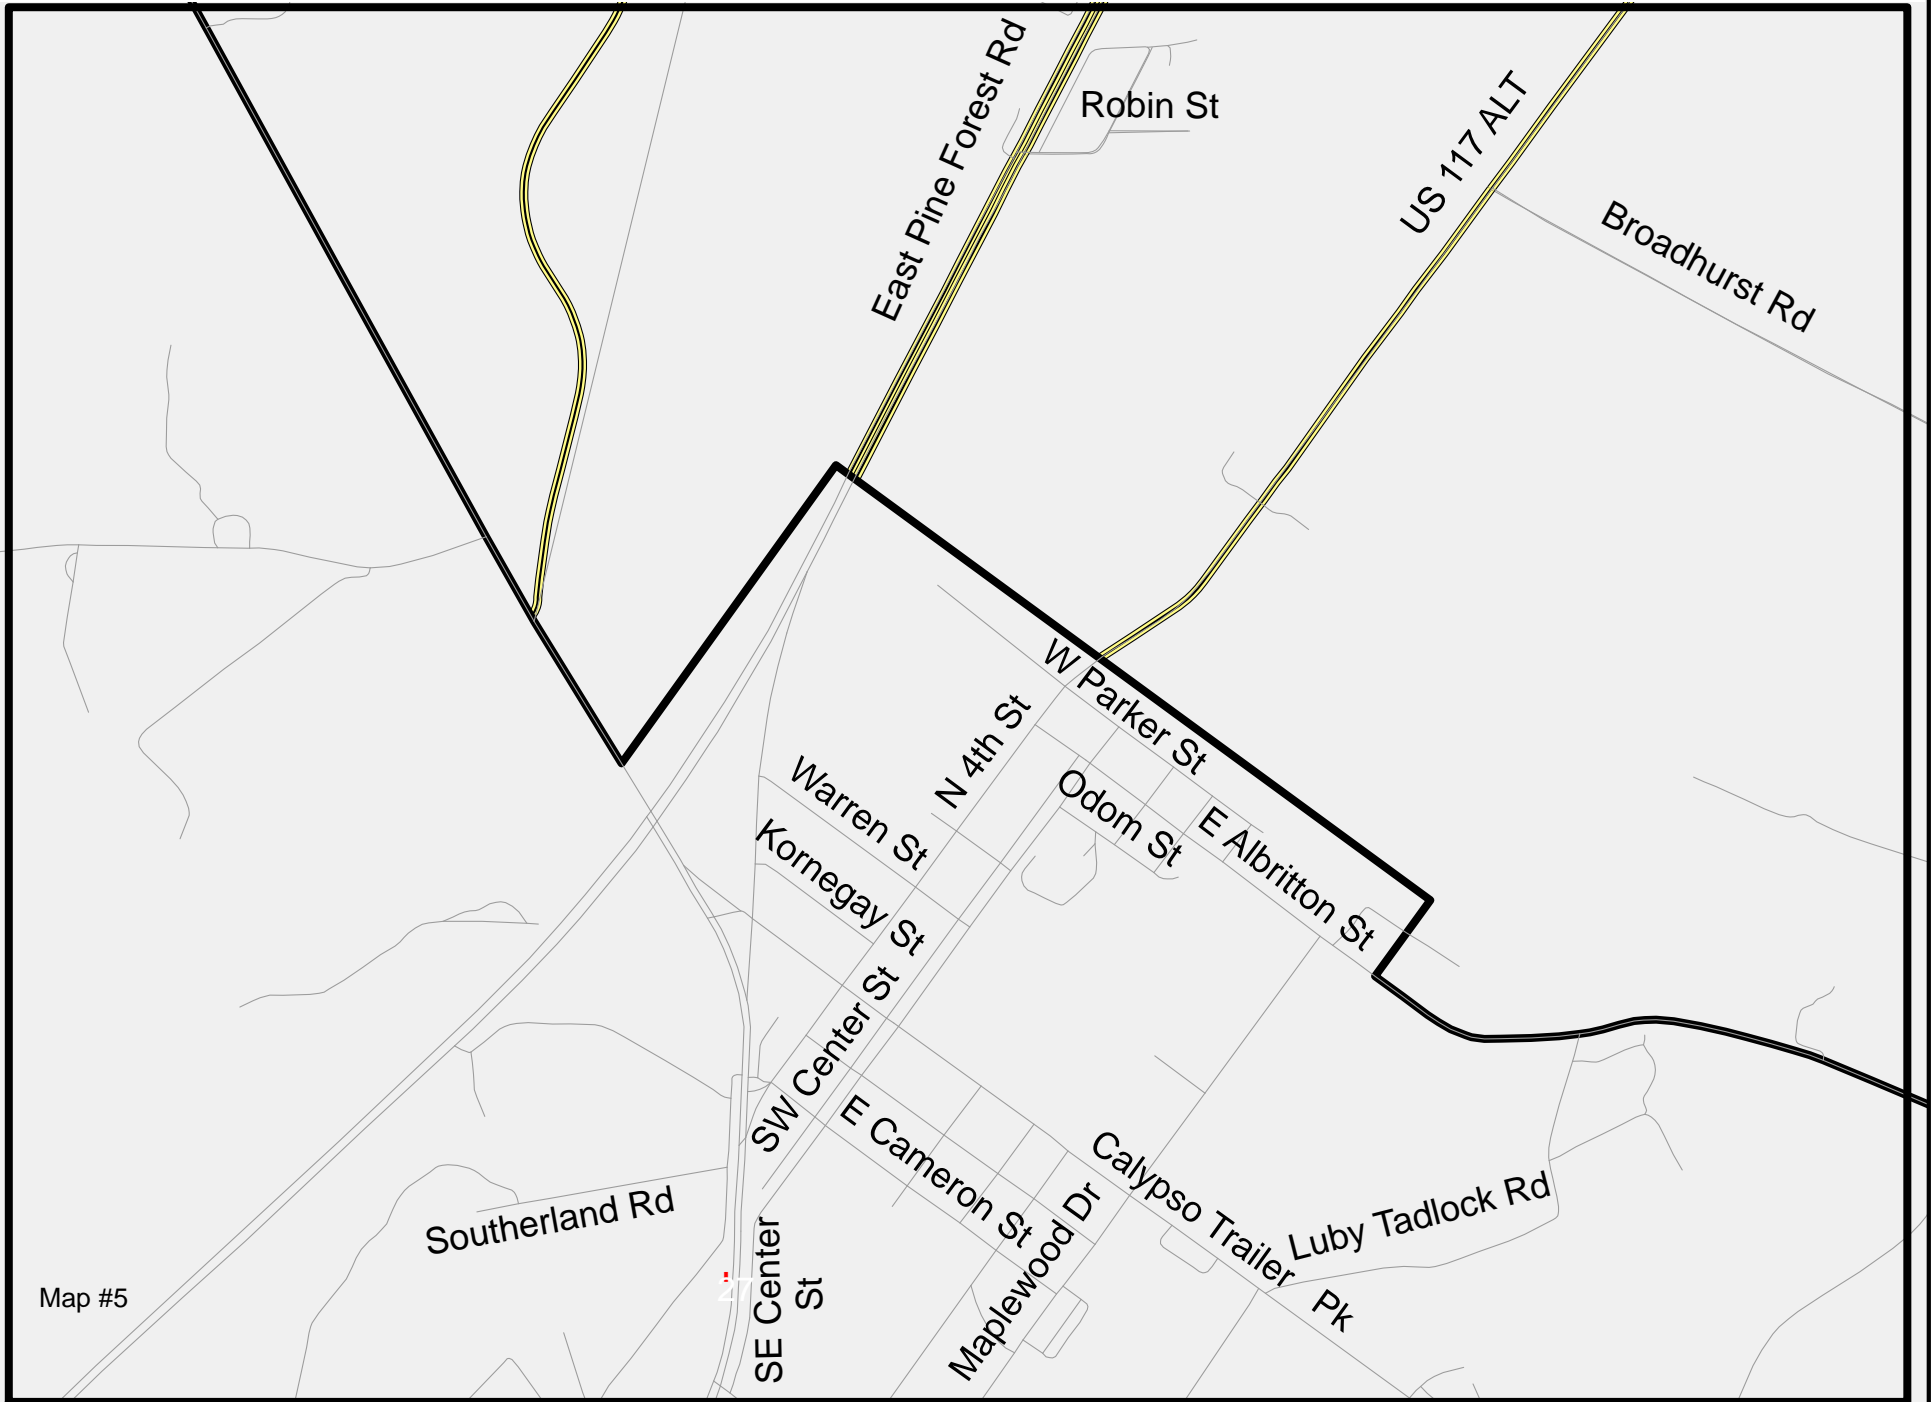 East Pine Forest Rd
Robin St
US 117 ALT
Broadhurst Rd
W Parker St
N 4th St
Warren St
Odom St
E Albritton St
Kornegay St
SW Center St
E Cameron St
Calypso Trailer
Pk
Luby Tadlock Rd
Maplewood Dr
Southerland Rd
SE Center
St
27
Map #5